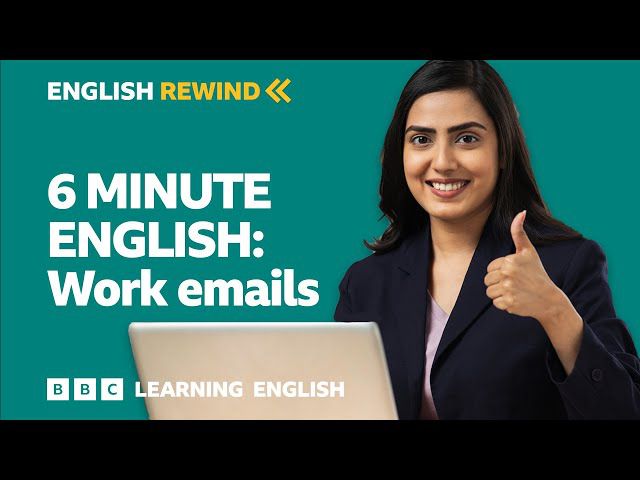 ENGLISH REWIND
6 MINUTE
ENGLISH:
Work emails
BBC LEARNING ENGLISH